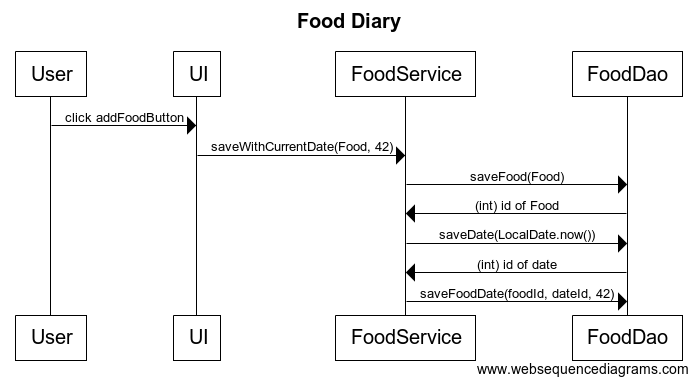 Food Diary
User UI FoodService FoodDao
click addFoodButton
saveWithCurrentDate(Food, 42)
saveFood(Food)
(int) id of Food
saveDate(LocalDate.now())
(int) id of date
saveFoodDate(foodId, dateId, 42)
User UI FoodService FoodDao
www.websequencediagrams.com